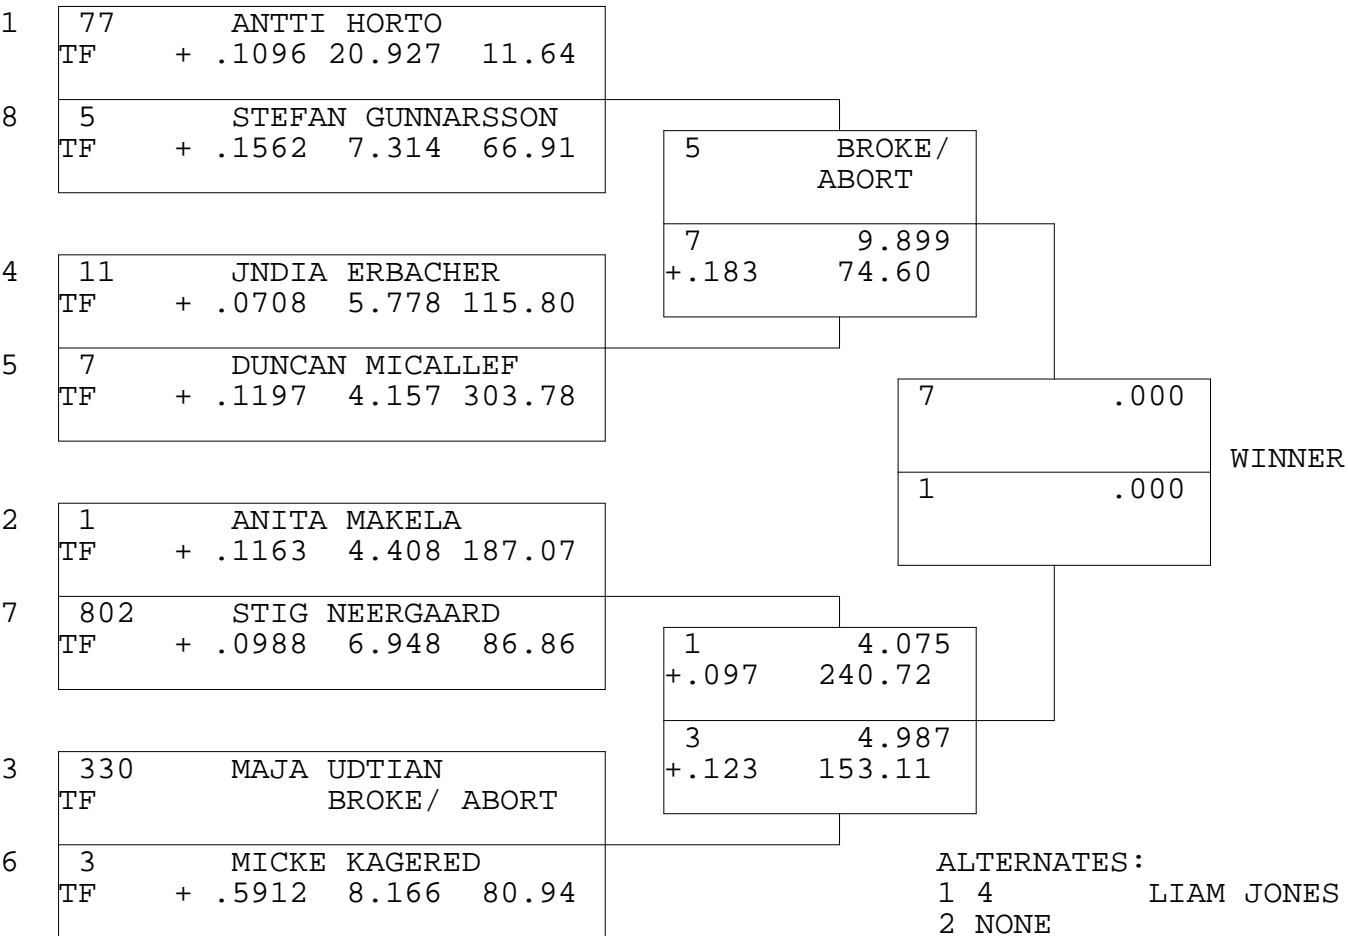 1 77 ANTTI HORTO
TF + .1096 20.927 11.64
8 5 STEFAN GUNNARSSON
TF + .1562 7.314 66.91
5 BROKE/
ABORT
7 9.899
+.183 74.60
4 11 JNDIA ERBACHER
TF + .0708 5.778 115.80
5 7 DUNCAN MICALLEF
TF + .1197 4.157 303.78
7 .000
WINNER
1 .000
2 1 ANITA MAKELA
TF + .1163 4.408 187.07
7 802 STIG NEERGAARD
TF + .0988 6.948 86.86
1 4.075
+.097 240.72
3 4.987
+.123 153.11
3 330 MAJA UDTIAN
TF BROKE/ ABORT
6 3 MICKE KAGERED
TF + .5912 8.166 80.94
ALTERNATES:
1 4 LIAM JONES
2 NONE